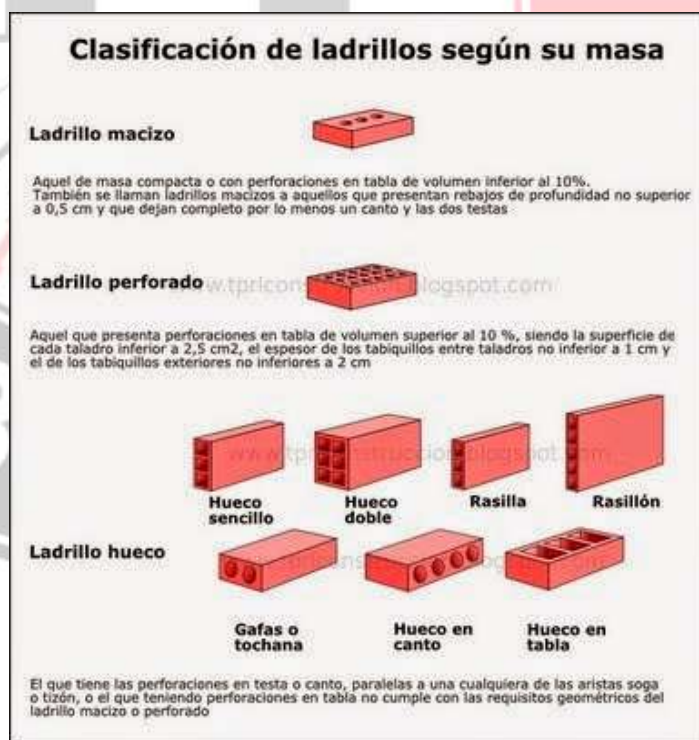 Clasificación de ladrillos según su masa
Ladrillo macizo
Aquel de masa compacta o con perforaciones en tabla de volumen inferior al 10%.
También se llaman ladrillos macizos a aquellos que presentan rebajos de profundidad no superior
a 0,5 cm y que dejan completo por lo menos un canto y las dos testas
Ladrillo perforado
Aquel que presenta perforaciones en tabla de volumen superior al 10 %, siendo la superficie de
cada taladro inferior a 2,5 cm2, el espesor de los tabiquillos entre taladros no inferior a 1 cm y
el de los tabiquillos exteriores no inferiores a 2 cm
Hueco
sencillo
Hueco
doble
Rasilla
Rasillón
Ladrillo hueco
Gafas o
tochana
Hueco en
canto
Hueco en
tabla
El que tiene las perforaciones en testa o canto, paralelas a una cualquiera de las aristas soga
o tizón, o el que teniendo perforaciones en tabla no cumple con las requisitos geométricos del
ladrillo macizo o perforado